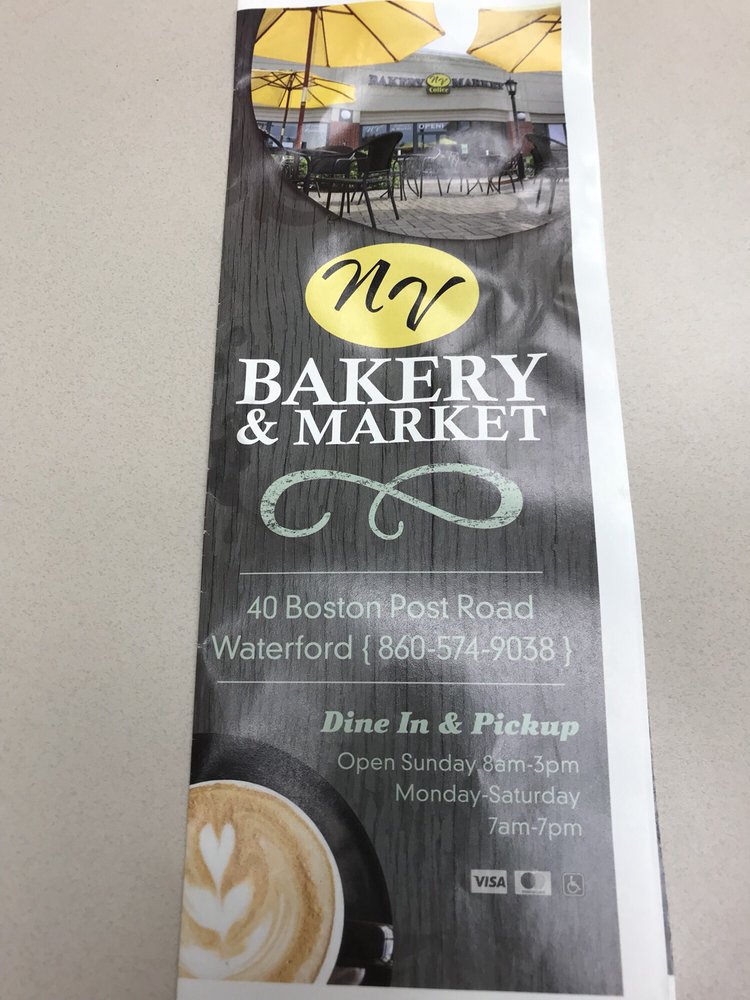 BAKERY NV MARKET
Coffee
OPEN
NV
BAKERY
& MARKET
40 Boston Post Road
Waterford { 860-574-9038 }
Dine In & Pickup
Open Sunday 8am-3pm
Monday-Saturday
7am-7pm
VISA